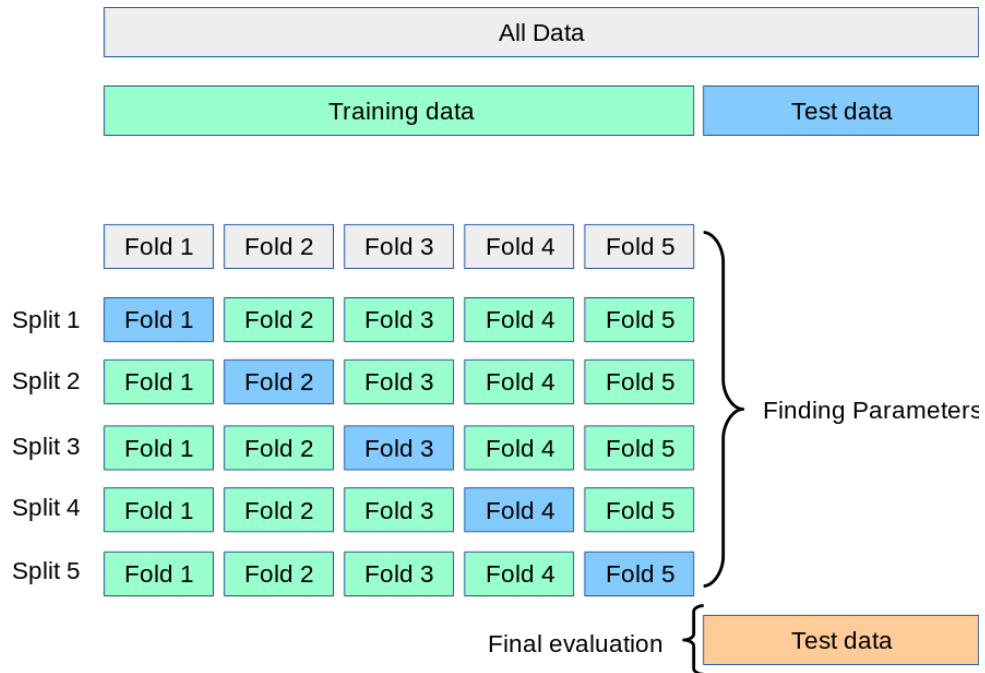 All Data
Training data Test data
Fold 1 Fold 2 Fold 3 Fold 4 Fold 5
Split 1 Fold 1 Fold 2 Fold 3 Fold 4 Fold 5
Split 2 Fold 1 Fold 2 Fold 3 Fold 4 Fold 5
Finding Parameters
Split 3 Fold 1 Fold 2 Fold 3 Fold 4 Fold 5
Split 4 Fold 1 Fold 2 Fold 3 Fold 4 Fold 5
Split 5 Fold 1 Fold 2 Fold 3 Fold 4 Fold 5
Final evaluation Test data